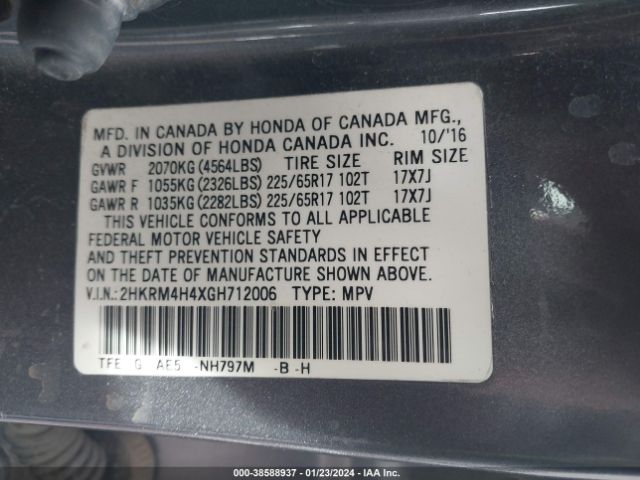 MFD. IN CANADA BY HONDA OF CANADA MFG.,
A DIVISION OF HONDA CANADA INC. 10/'16
GVWR 2070KG (4564LBS) TIRE SIZE RIM SIZE
GAWR F 1055KG (2326LBS) 225/65R17 102T 17X7J
GAWR R 1035KG (2282LBS) 225/65R17 102T 17X7J
THIS VEHICLE CONFORMS TO ALL APPLICABLE
FEDERAL MOTOR VEHICLE SAFETY
AND THEFT PREVENTION STANDARDS IN EFFECT
ON THE DATE OF MANUFACTURE SHOWN ABOVE.
V.I.N.: 2HKRM4H4XGH712006 TYPE: MPV
TFE G AE5 -NH797M -B -H
000-38588937 - 01/23/2024 - IAA Inc.